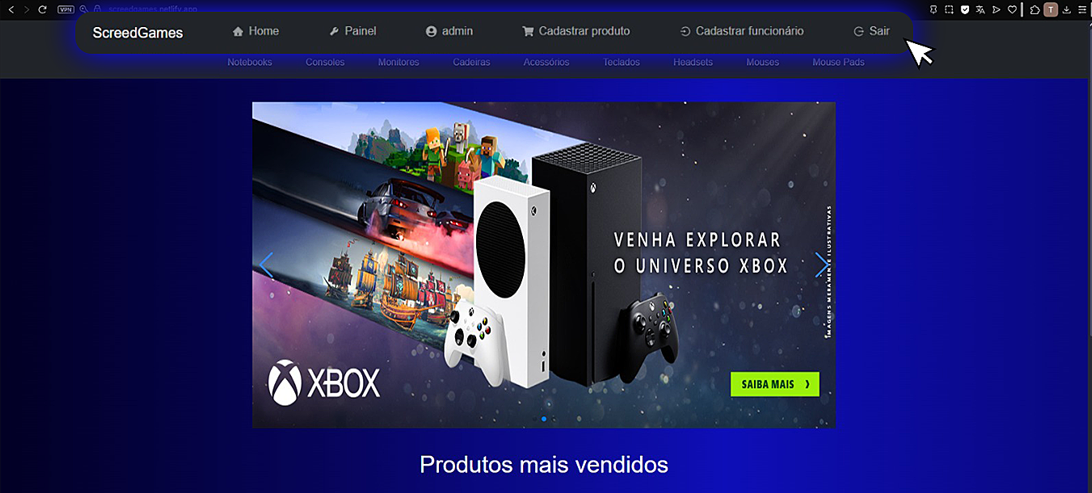 VPN
screedgames.netlify.app
T
ScreedGames
Home
Painel
admin
Cadastrar produto
Cadastrar funcionário
Sair
Notebooks
Consoles
Monitores
Cadeiras
Acessórios
Teclados
Headsets
Mouses
Mouse Pads
VENHA EXPLORAR
O UNIVERSO XBOX
IMAGENS MERAMENTE ILUSTRATIVAS
XBOX
SAIBA MAIS
Produtos mais vendidos